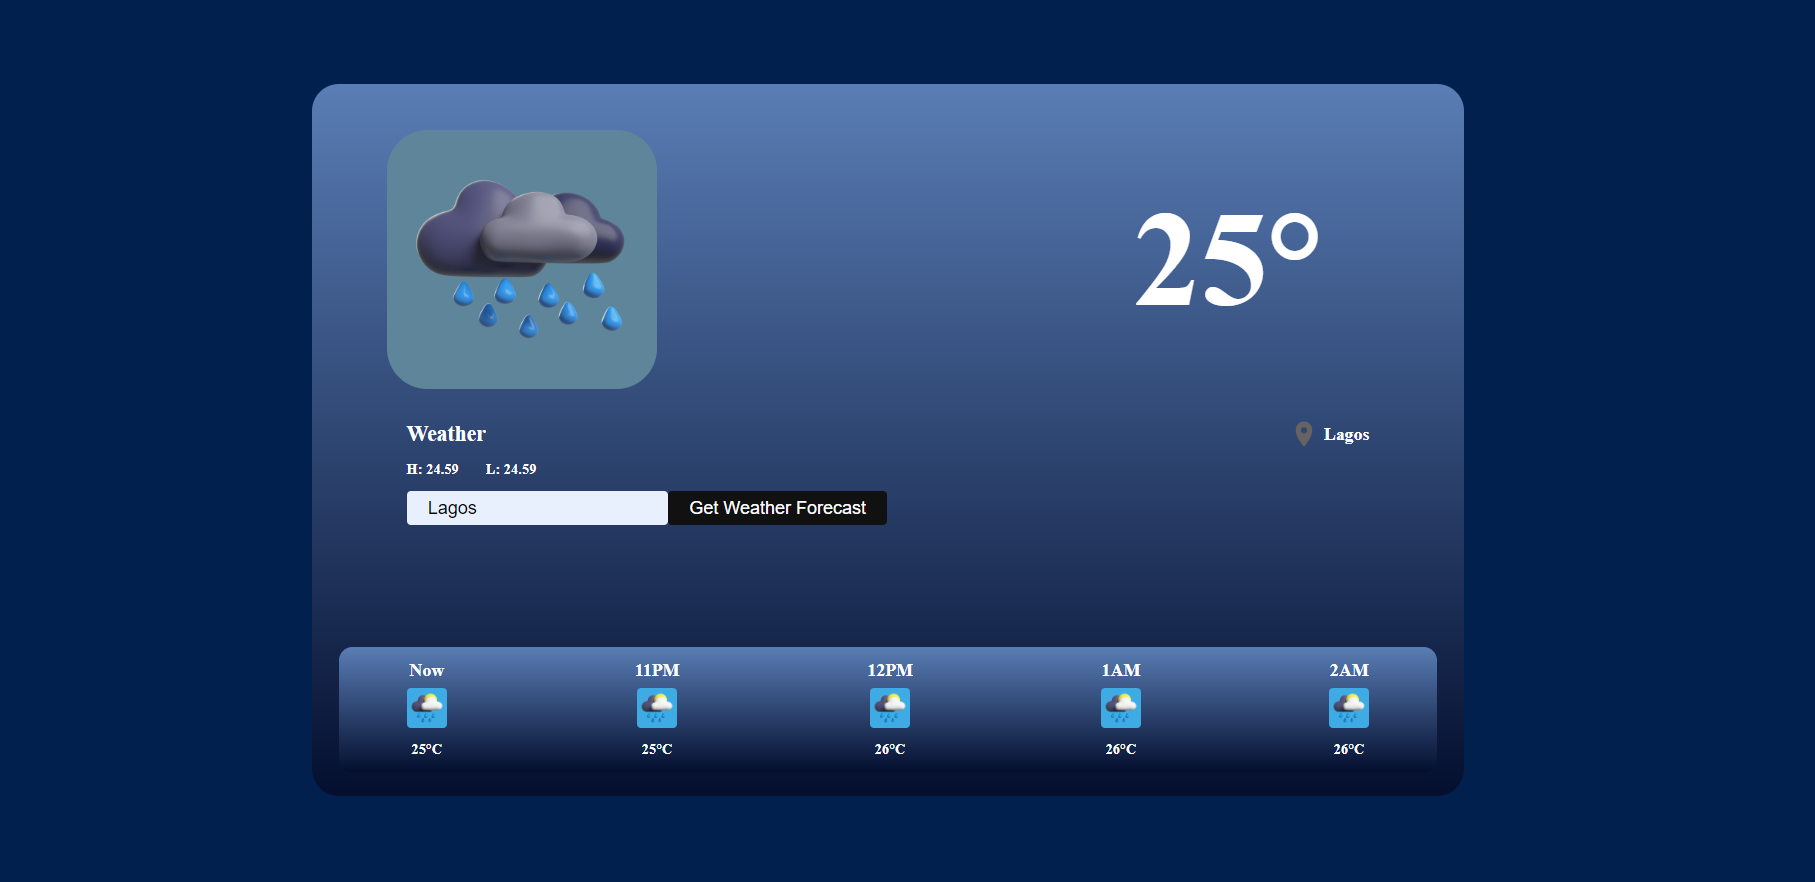 25°
Weather
Lagos
H: 24.59 L: 24.59
Lagos Get Weather Forecast
Now 11PM 12PM 1AM 2AM
25°C 25°C 26°C 26°C 26°C